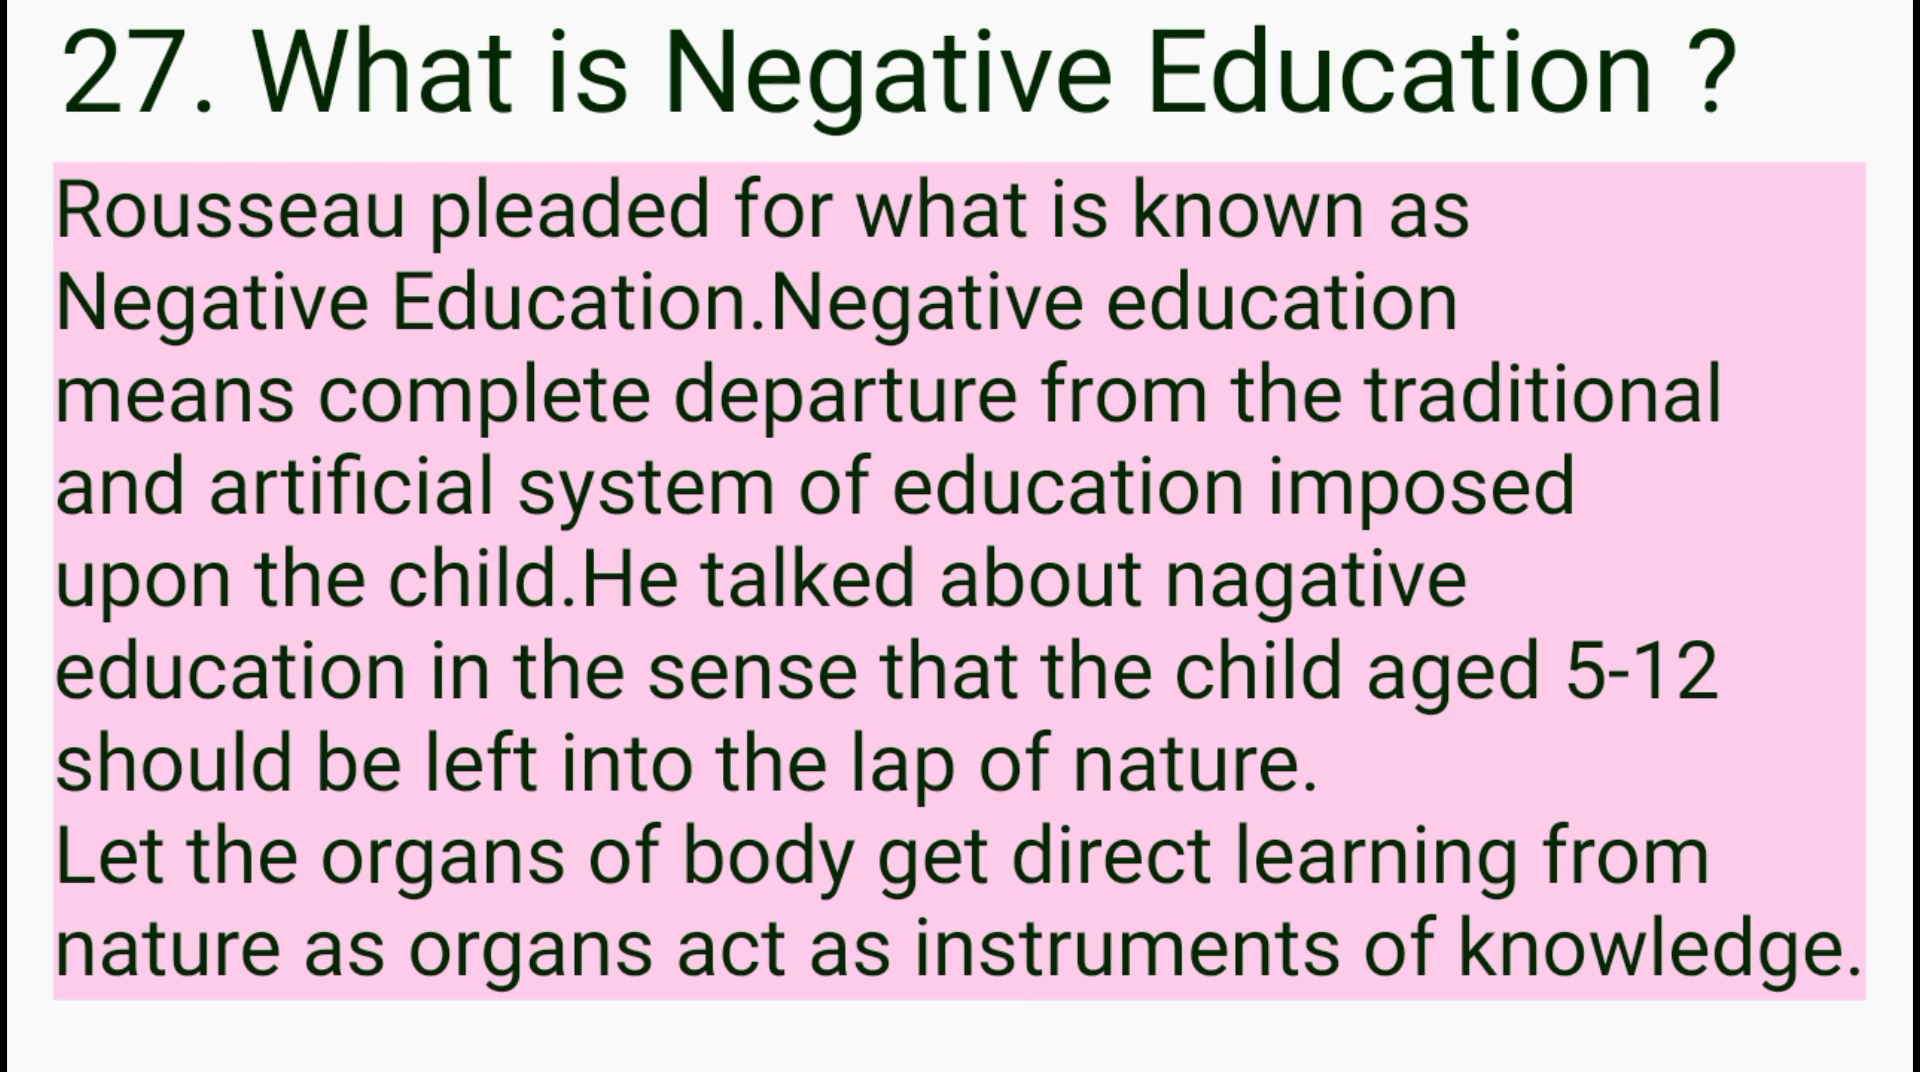 27. What is Negative Education ?
Rousseau pleaded for what is known as
Negative Education.Negative education
means complete departure from the traditional
and artificial system of education imposed
upon the child.He talked about nagative
education in the sense that the child aged 5-12
should be left into the lap of nature.
Let the organs of body get direct learning from
nature as organs act as instruments of knowledge.